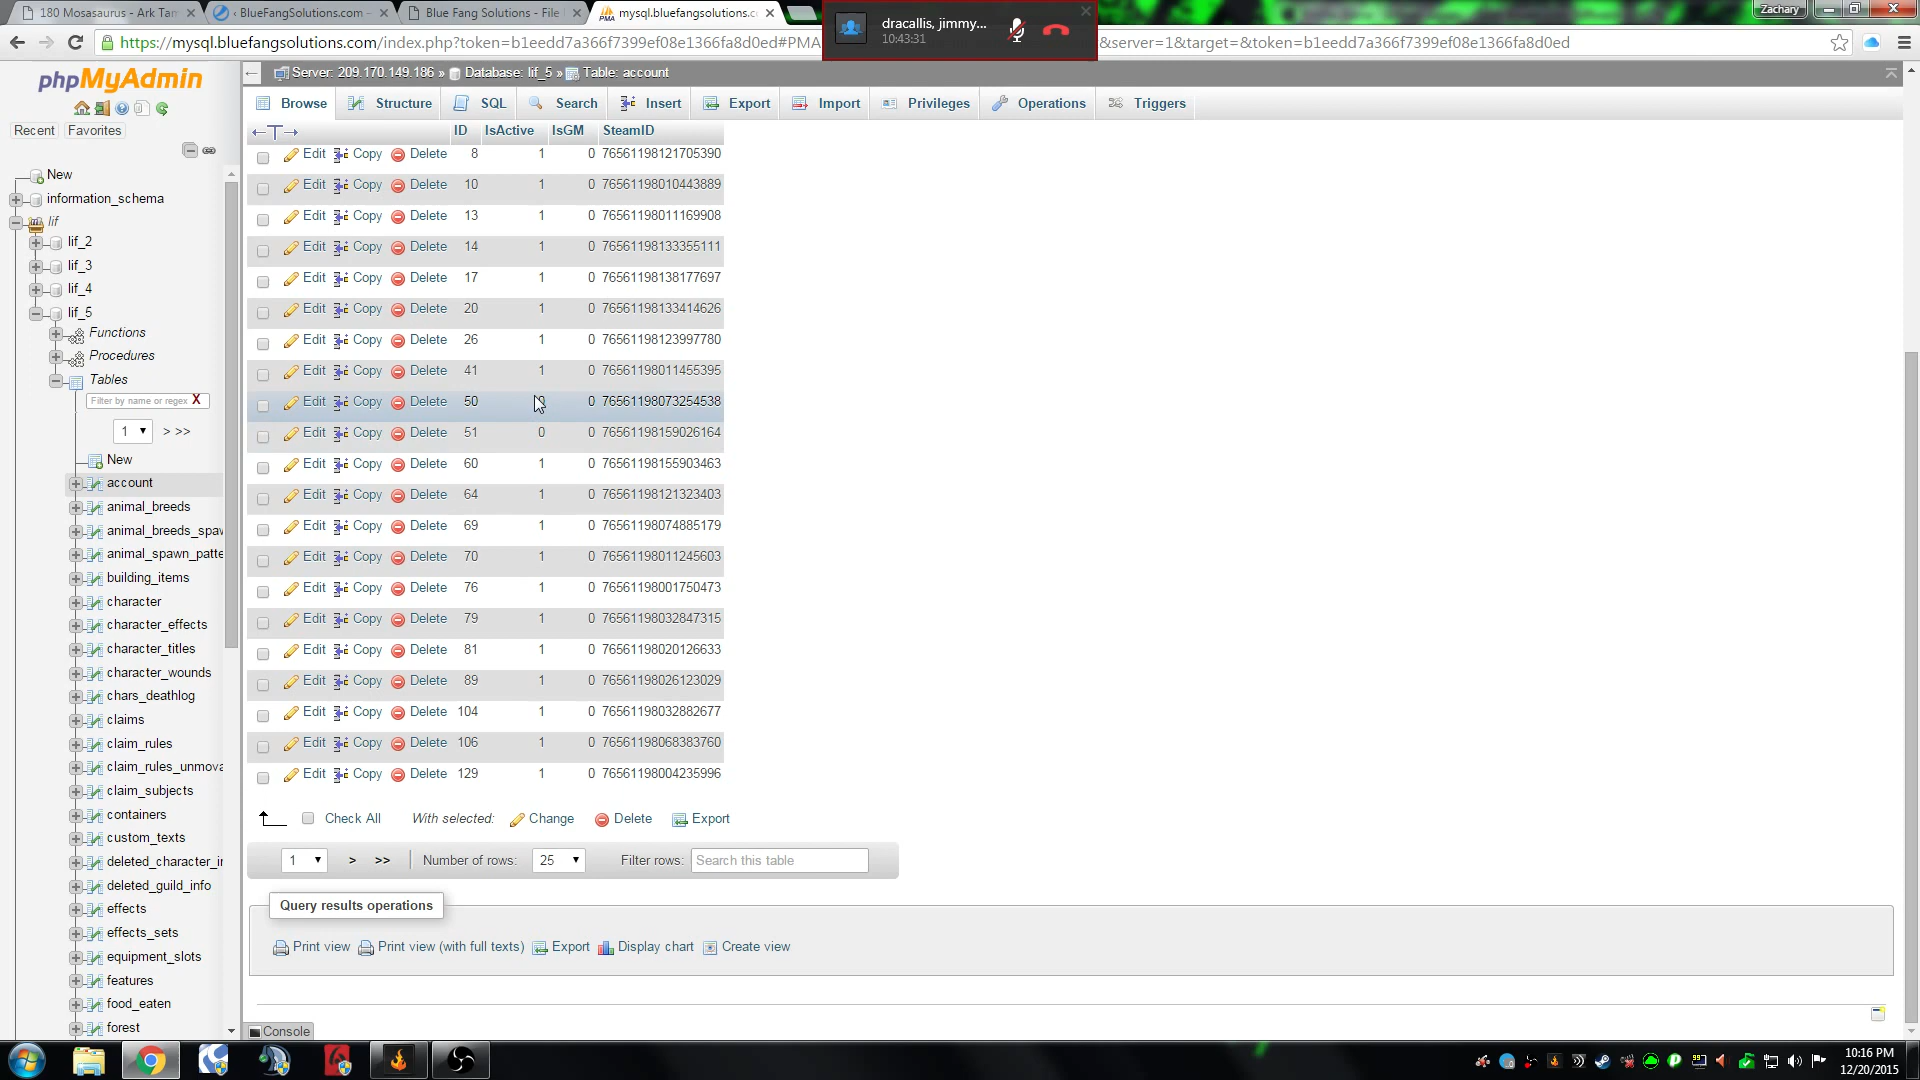 180 Mosasaurus - Ark Tam
‹ BlueFangSolutions.com –
Blue Fang Solutions - File
mysql.bluefangsolutions.c
dracallis, jimmy...
10:43:31
Zachary
https://mysql.bluefangsolutions.com/index.php?token=b1eedd7a366f7399ef08e1366fa8d0ed#PMA
&server=1&target=&token=b1eedd7a366f7399ef08e1366fa8d0ed
phpMyAdmin
Recent Favorites
New
information_schema
lif
lif_2
lif_3
lif_4
lif_5
Functions
Procedures
Tables
Filter by name or regex X
1 > >>
New
account
animal_breeds
animal_breeds_spaw
animal_spawn_patte
building_items
character
character_effects
character_titles
character_wounds
chars_deathlog
claims
claim_rules
claim_rules_unmova
claim_subjects
containers
custom_texts
deleted_character_in
deleted_guild_info
effects
effects_sets
equipment_slots
features
food_eaten
forest
Server: 209.170.149.186 » Database: lif_5 » Table: account
Browse Structure SQL Search Insert Export Import Privileges Operations Triggers
ID IsActive IsGM SteamID
Edit Copy Delete 8 1 0 76561198121705390
Edit Copy Delete 10 1 0 76561198010443889
Edit Copy Delete 13 1 0 76561198011169908
Edit Copy Delete 14 1 0 76561198133355111
Edit Copy Delete 17 1 0 76561198138177697
Edit Copy Delete 20 1 0 76561198133414626
Edit Copy Delete 26 1 0 76561198123997780
Edit Copy Delete 41 1 0 76561198011455395
Edit Copy Delete 50 0 76561198073254538
Edit Copy Delete 51 0 0 76561198159026164
Edit Copy Delete 60 1 0 76561198155903463
Edit Copy Delete 64 1 0 76561198121323403
Edit Copy Delete 69 1 0 76561198074885179
Edit Copy Delete 70 1 0 76561198011245603
Edit Copy Delete 76 1 0 76561198001750473
Edit Copy Delete 79 1 0 76561198032847315
Edit Copy Delete 81 1 0 76561198020126633
Edit Copy Delete 89 1 0 76561198026123029
Edit Copy Delete 104 1 0 76561198032882677
Edit Copy Delete 106 1 0 76561198068383760
Edit Copy Delete 129 1 0 76561198004235996
Check All With selected: Change Delete Export
1 > >> Number of rows: 25 Filter rows: Search this table
Query results operations
Print view Print view (with full texts) Export Display chart Create view
Console
10:16 PM
12/20/2015